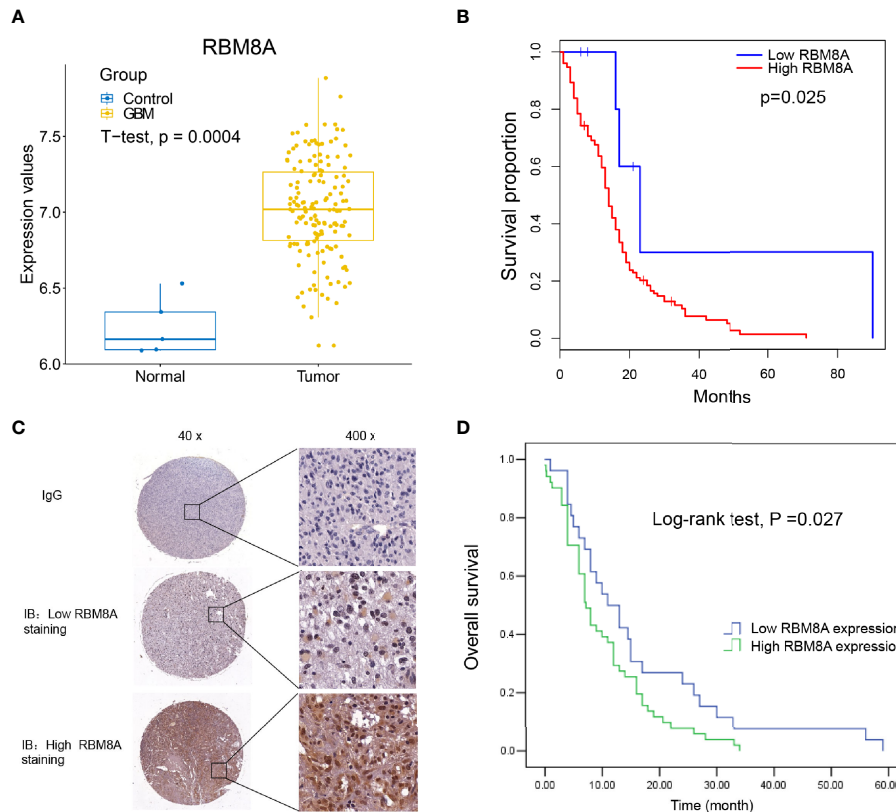 A
RBM8A
Group
Control
GBM
T-test, p = 0.0004
Expression values
7.5
7.0
6.5
6.0
Normal
Tumor
B
Low RBM8A
High RBM8A
p=0.025
Survival proportion
1.0
0.8
0.6
0.4
0.2
0.0
0
20
40
60
80
Months
C
40 x
400 x
IgG
IB: Low RBM8A
staining
IB: High RBM8A
staining
D
Log-rank test, P =0.027
Low RBM8A expression
High RBM8A expression
Overall survival
1.0
0.8
0.6
0.4
0.2
0.0
0.00
10.00
20.00
30.00
40.00
50.00
60.00
Time (month)